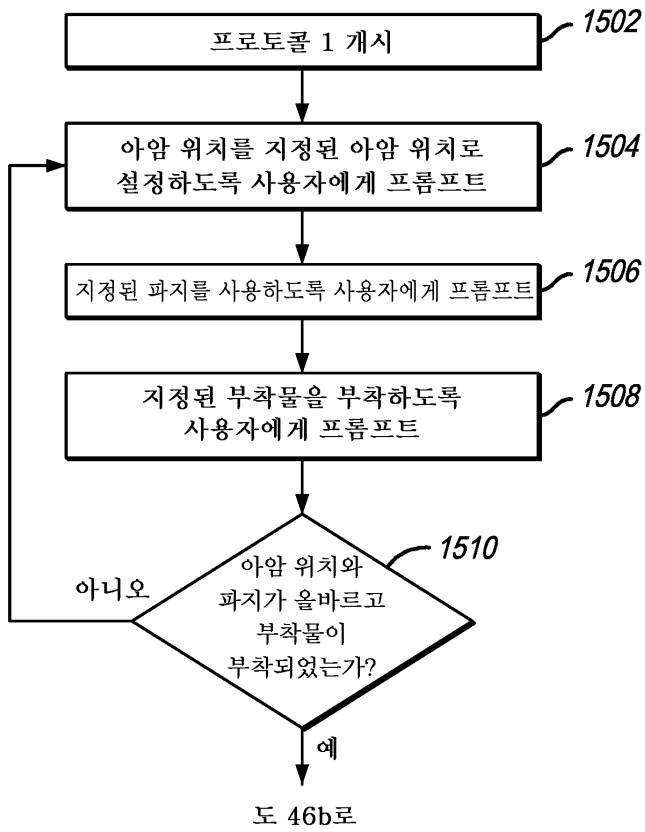 프로토콜 1 개시
1502
아암 위치를 지정된 아암 위치로
설정하도록 사용자에게 프롬프트
1504
지정된 파지를 사용하도록 사용자에게 프롬프트
1506
지정된 부착물을 부착하도록
사용자에게 프롬프트
1508
1510
아암 위치와
파지가 올바르고
부착물이
부착되었는가?
아니오
예
도 46b로